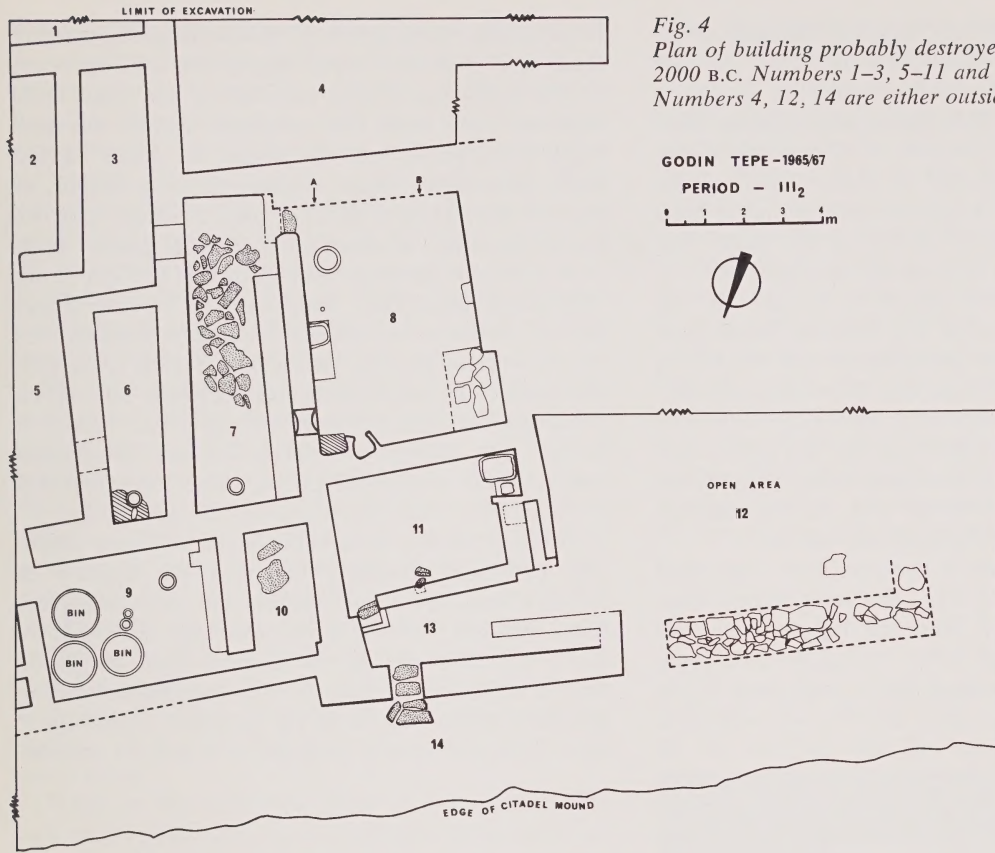 LIMIT OF EXCAVATION
Fig. 4
Plan of building probably destroye
2000 B.C. Numbers 1–3, 5–11 and
Numbers 4, 12, 14 are either outsid
GODIN TEPE - 1965/67
PERIOD - III₂
0 1 2 3 4 m
1
2
3
4
A
B
5
6
7
8
OPEN AREA
12
9
10
11
13
BIN
BIN
BIN
14
EDGE OF CITADEL MOUND